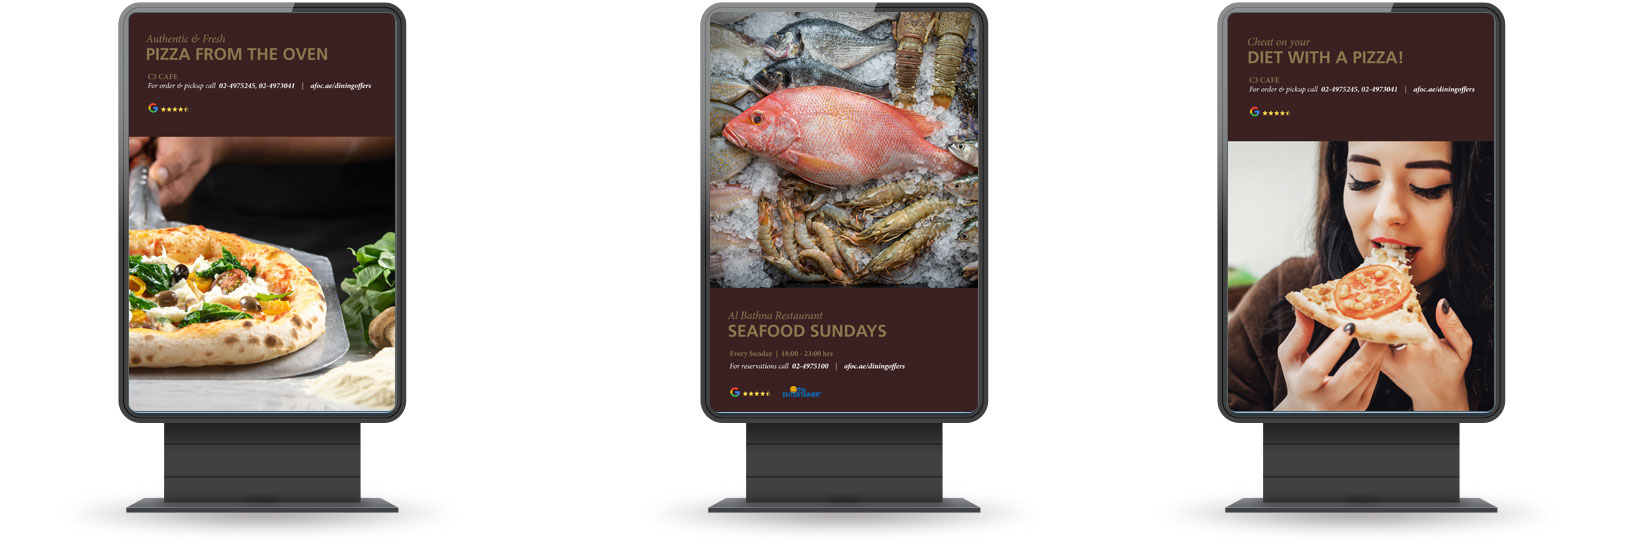 Authentic & Fresh
PIZZA FROM THE OVEN
C3 CAFE
For order & pickup call 02-4975245, 02-4973041 | afoc.ae/diningoffers
G
Al Bathna Restaurant
SEAFOOD SUNDAYS
Every Sunday | 18:00 - 23:00 hrs
For reservations call 02-4975100 | afoc.ae/diningoffers
G the
ENTERTAINER
Cheat on your
DIET WITH A PIZZA!
C3 CAFE
For order & pickup call 02-4975245, 02-4973041 | afoc.ae/diningoffers
G